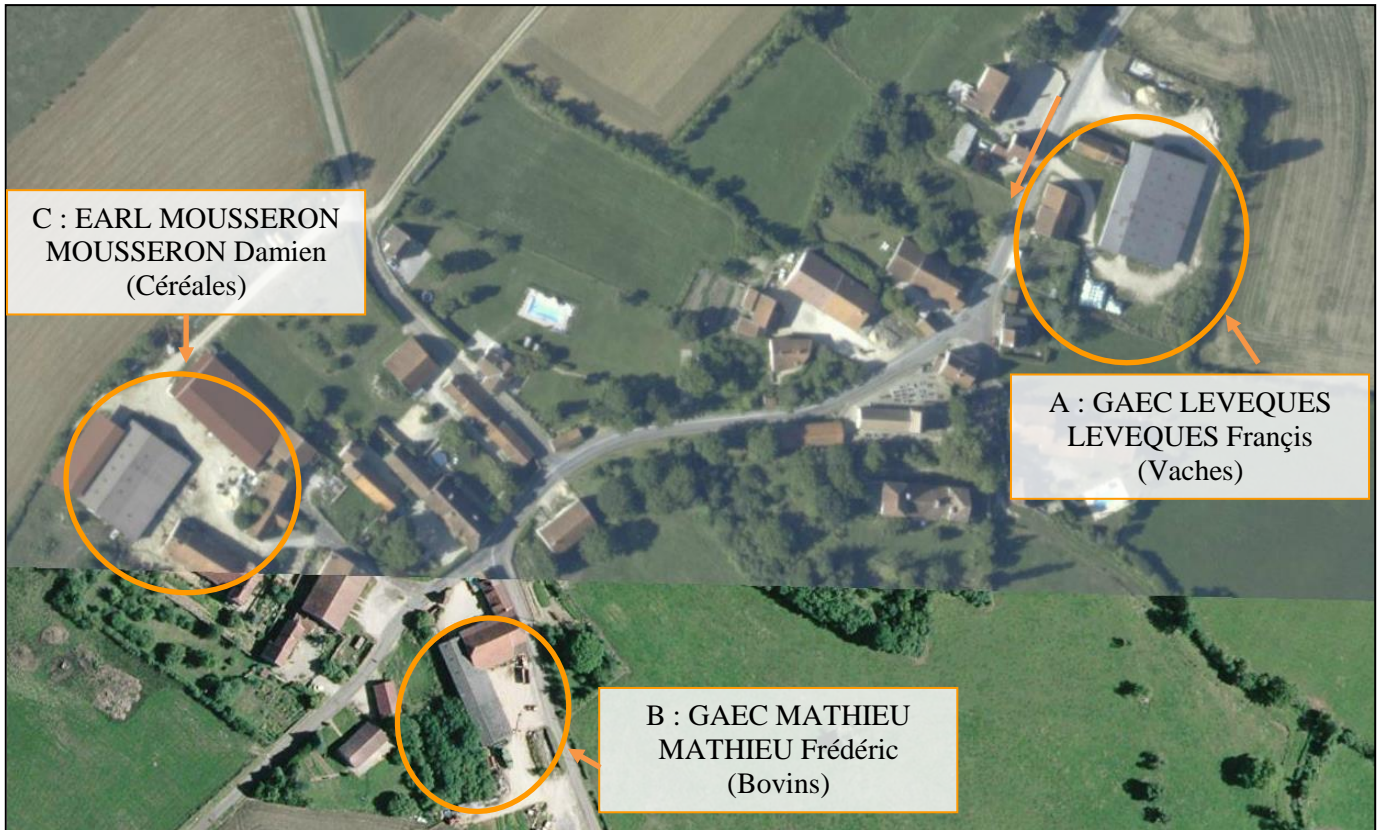 C : EARL MOUSSERON
MOUSSERON Damien
(Céréales)
A : GAEC LEVEQUES
LEVEQUES Françis
(Vaches)
B : GAEC MATHIEU
MATHIEU Frédéric
(Bovins)